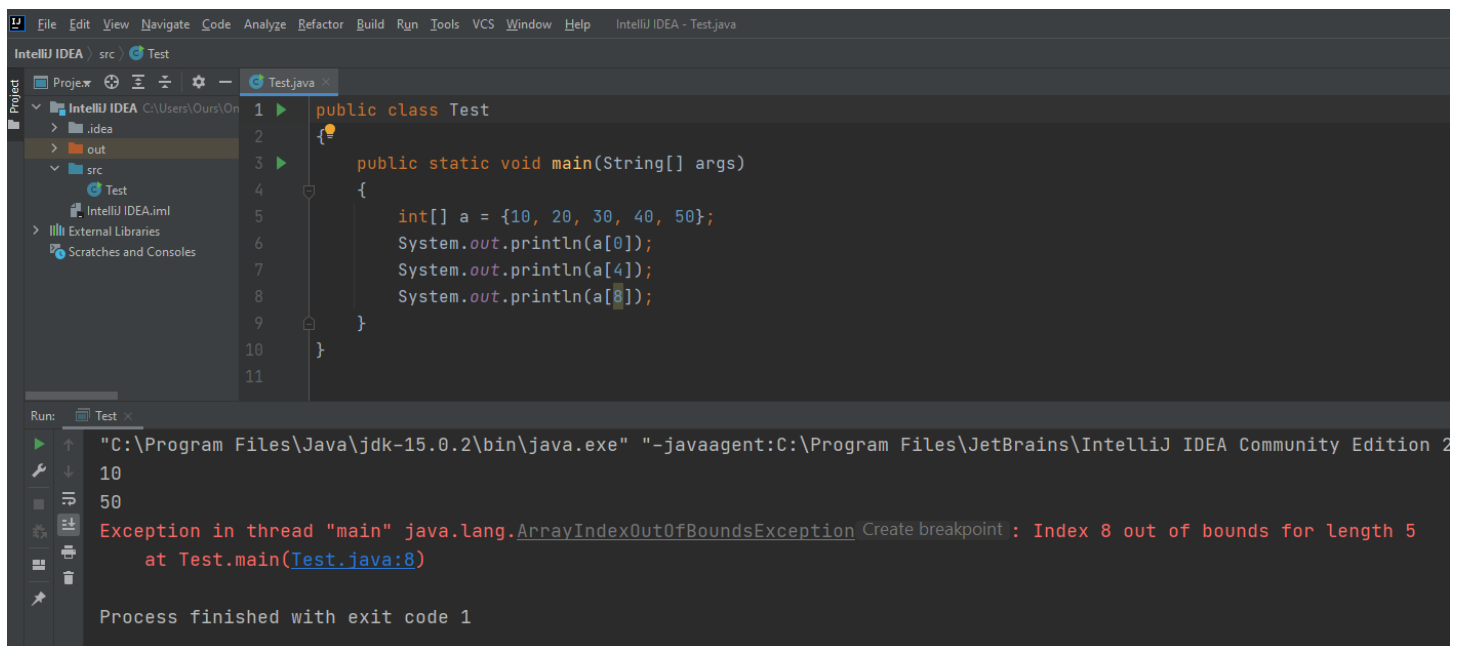 File Edit View Navigate Code Analyze Refactor Build Run Tools VCS Window Help IntelliJ IDEA - Test.java
IntelliJ IDEA src Test
Proje Test.java
Project
IntelliJ IDEA C:\Users\Ours\On
.idea
out
src
Test
IntelliJ IDEA.iml
External Libraries
Scratches and Consoles
1 public class Test
2 {
3 public static void main(String[] args)
4 {
5 int[] a = {10, 20, 30, 40, 50};
6 System.out.println(a[0]);
7 System.out.println(a[4]);
8 System.out.println(a[8]);
9 }
10 }
11
Run: Test
"C:\Program Files\Java\jdk-15.0.2\bin\java.exe" "-javaagent:C:\Program Files\JetBrains\IntelliJ IDEA Community Edition 2
10
50
Exception in thread "main" java.lang.ArrayIndexOutOfBoundsException Create breakpoint : Index 8 out of bounds for length 5
at Test.main(Test.java:8)
Process finished with exit code 1